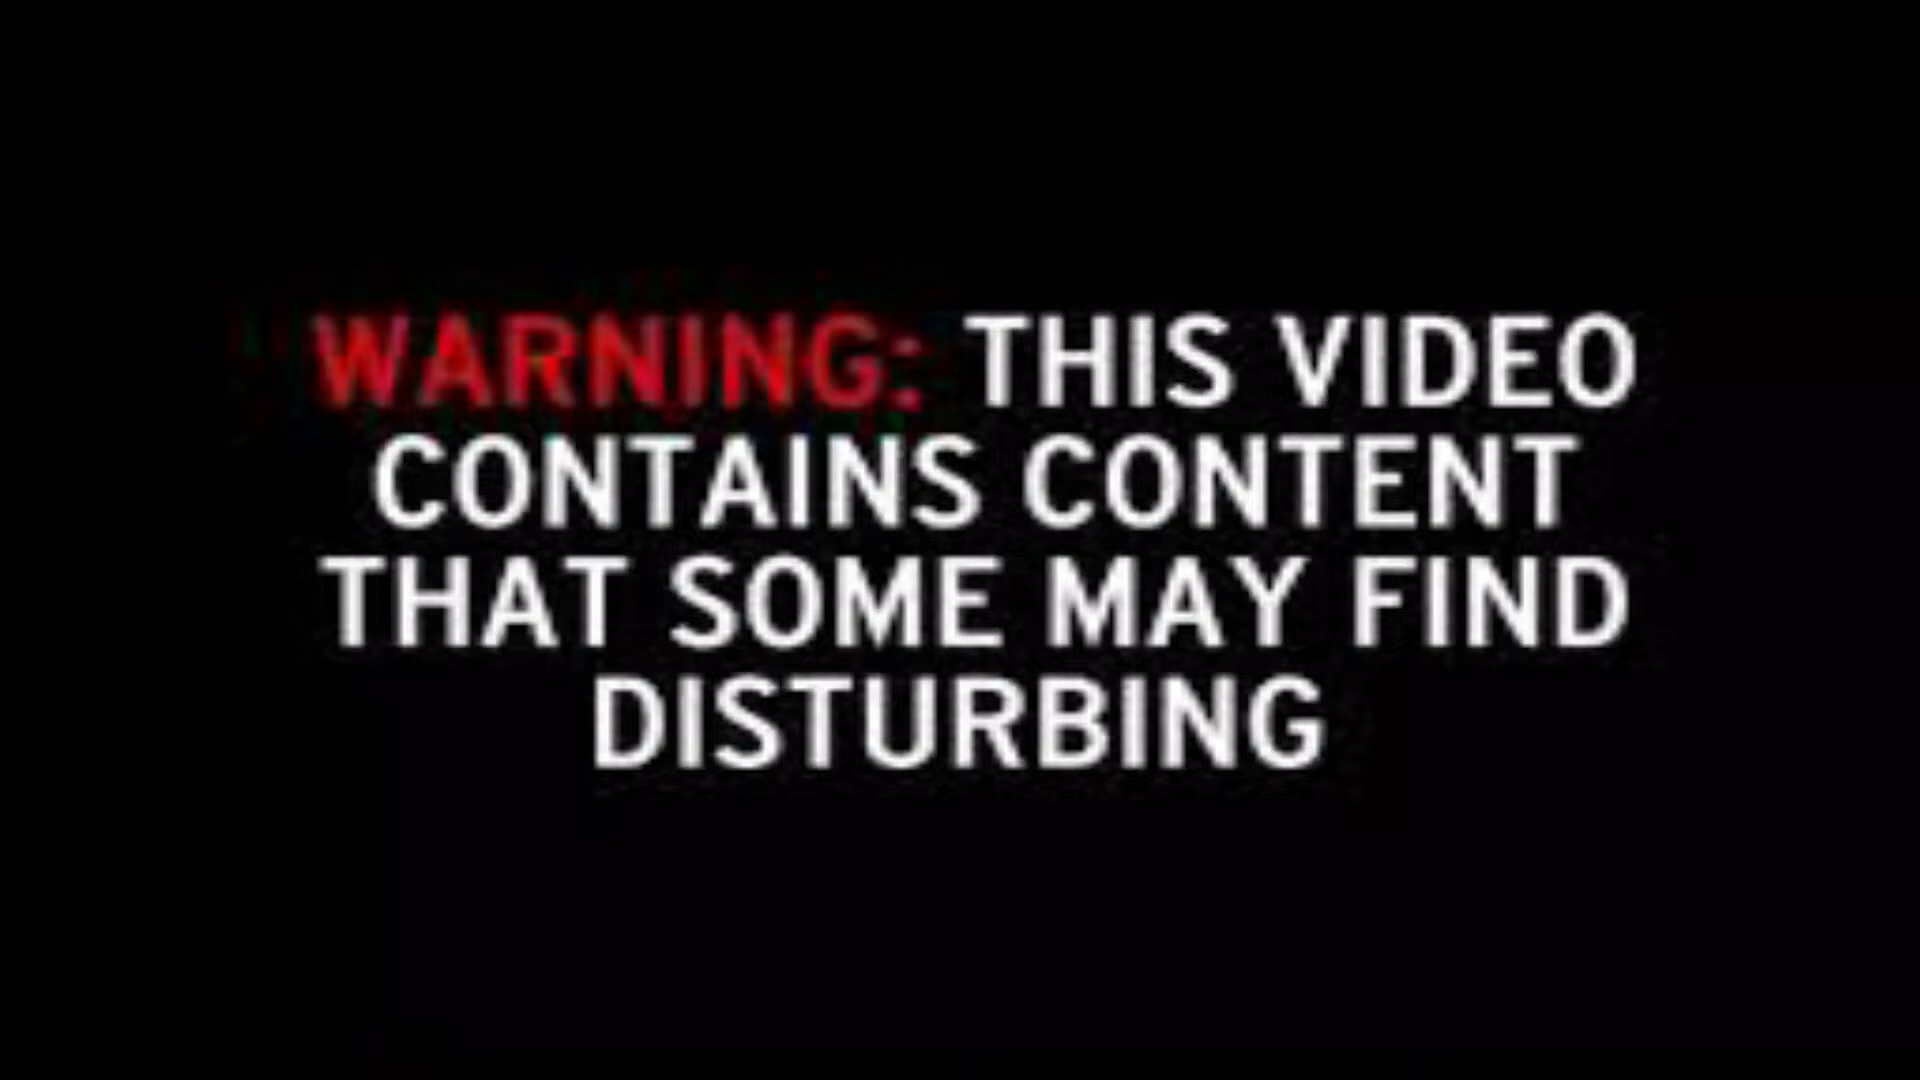 WARNING: THIS VIDEO
CONTAINS CONTENT
THAT SOME MAY FIND
DISTURBING